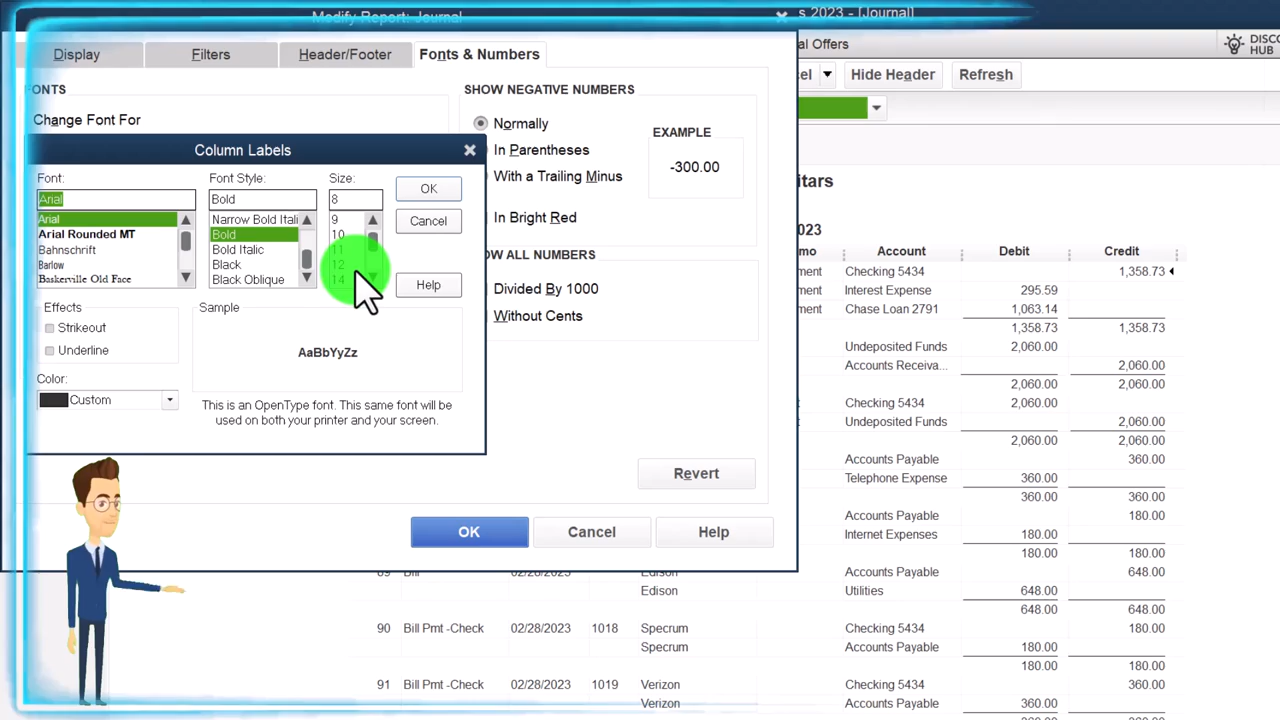 Modify Report: Journal
s 2023 - [Journal]
Display
Filters
Header/Footer
Fonts & Numbers
al Offers
DISCO
HUB
cel
Hide Header
Refresh
FONTS
Change Font For
SHOW NEGATIVE NUMBERS
Normally
In Parentheses
With a Trailing Minus
In Bright Red
EXAMPLE
-300.00
OW ALL NUMBERS
Divided By 1000
Without Cents
Column Labels
Font:
Font Style:
Size:
Arial
Bold
8
OK
Cancel
Help
Arial
Arial Rounded MT
Bahnschrift
Barlow
Baskerville Old Face
Narrow Bold Itali
Bold
Bold Italic
Black
Black Oblique
9
10
11
12
14
Effects
Strikeout
Underline
Sample
AaBbYyZz
Color:
Custom
This is an OpenType font. This same font will be
used on both your printer and your screen.
Revert
OK
Cancel
Help
itars
2023
mo Account Debit Credit
ment Checking 5434 1,358.73
ment Interest Expense 295.59
ment Chase Loan 2791 1,063.14
1,358.73 1,358.73
Undeposited Funds 2,060.00
Accounts Receiva... 2,060.00
2,060.00 2,060.00
t Checking 5434 2,060.00
t Undeposited Funds 2,060.00
2,060.00 2,060.00
Accounts Payable 360.00
Telephone Expense 360.00
360.00 360.00
Accounts Payable 180.00
Internet Expenses 180.00
180.00 180.00
89 Bill 02/28/2023 Edison Accounts Payable 648.00
Edison Utilities 648.00
648.00 648.00
90 Bill Pmt -Check 02/28/2023 1018 Specrum Checking 5434 180.00
Specrum Accounts Payable 180.00
180.00 180.00
91 Bill Pmt -Check 02/28/2023 1019 Verizon Checking 5434 360.00
Verizon Accounts Payable 360.00